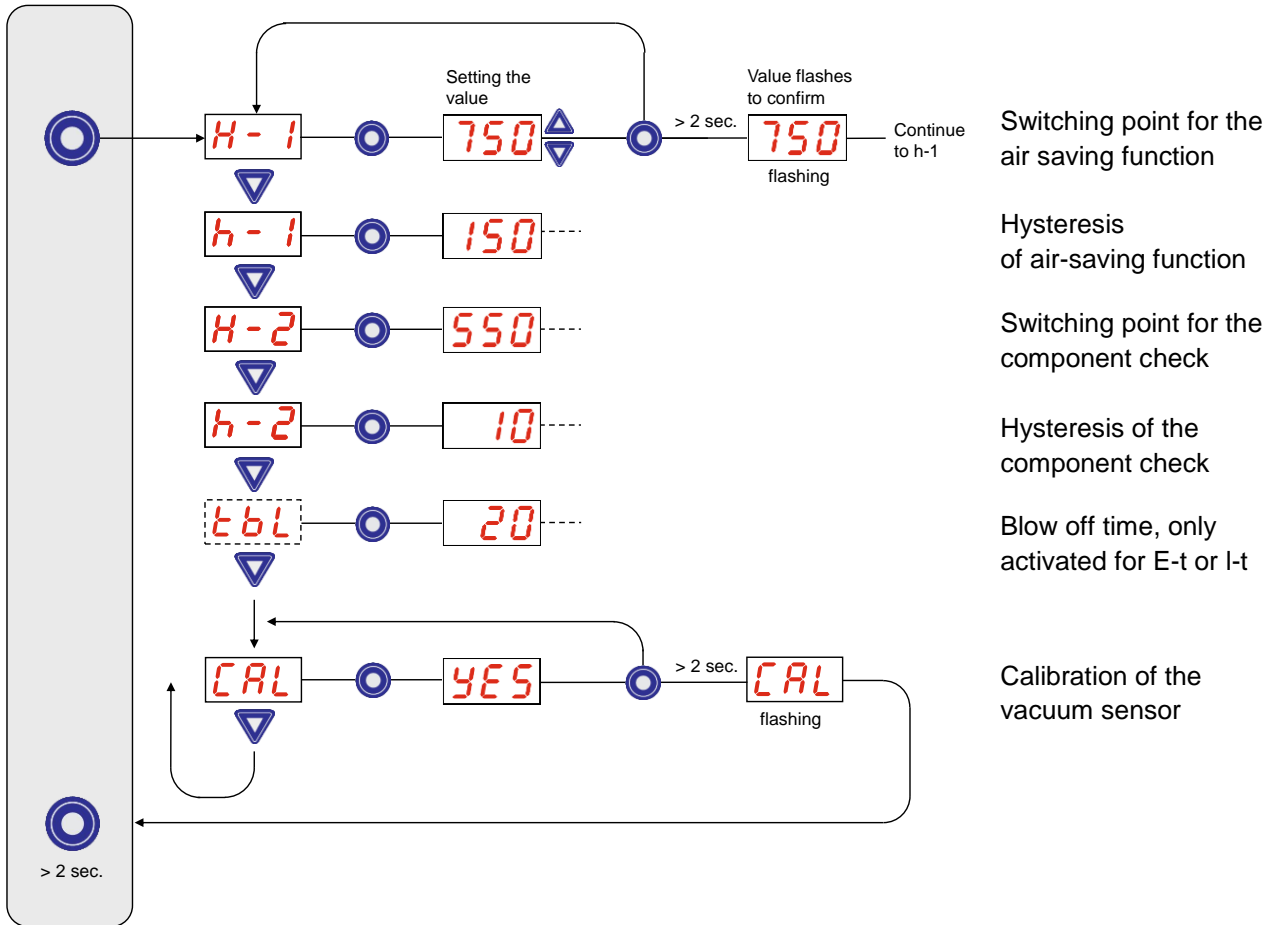 Setting the
value
Value flashes
to confirm
H-1
750
> 2 sec.
750
flashing
Continue
to h-1
Switching point for the
air saving function
h-1
150
Hysteresis
of air-saving function
H-2
550
Switching point for the
component check
h-2
10
Hysteresis of the
component check
tbL
20
Blow off time, only
activated for E-t or I-t
CAL
YES
> 2 sec.
CAL
flashing
Calibration of the
vacuum sensor
> 2 sec.